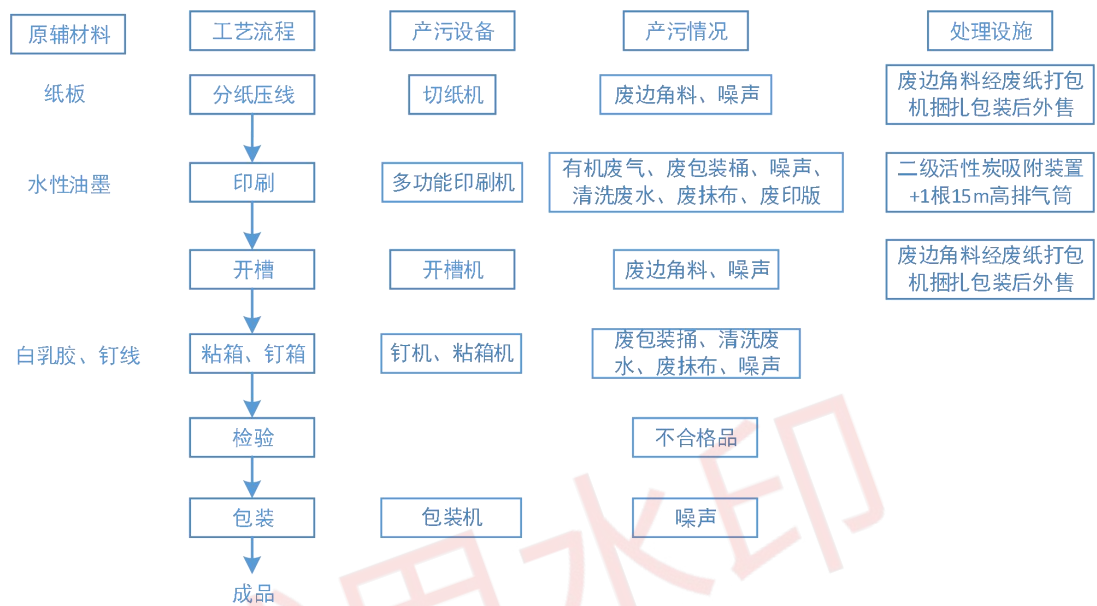 原辅材料 工艺流程 产污设备 产污情况 处理设施
纸板 分纸压线 切纸机 废边角料、噪声 废边角料经废纸打包
机捆扎包装后外售
水性油墨 印刷 多功能印刷机 有机废气、废包装桶、噪声、
清洗废水、废抹布、废印版
二级活性炭吸附装置
+1根15m高排气筒
开槽 开槽机 废边角料、噪声 废边角料经废纸打包
机捆扎包装后外售
白乳胶、钉线 粘箱、钉箱 钉机、粘箱机 废包装捅、清洗废
水、废抹布、噪声
检验 不合格品
包装 包装机 噪声
成品
水印